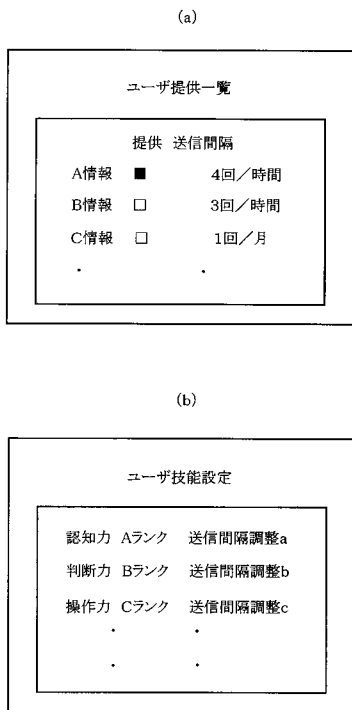 (a)
ユーザ提供一覧
提供 送信間隔
A情報 ■ 4回／時間
B情報 □ 3回／時間
C情報 □ 1回／月
・ ・
(b)
ユーザ技能設定
認知力 Aランク 送信間隔調整a
判断力 Bランク 送信間隔調整b
操作力 Cランク 送信間隔調整c
・ ・
・ ・